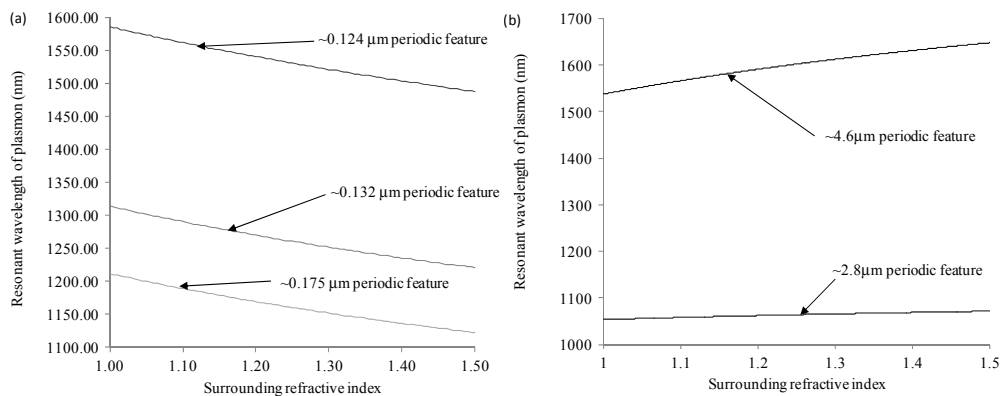 (a)
1600.00
1550.00
1500.00
1450.00
1400.00
1350.00
1300.00
1250.00
1200.00
1150.00
1100.00
Resonant wavelength of plasmon (nm)
~0.124 µm periodic feature
~0.132 µm periodic feature
~0.175 µm periodic feature
1.00
1.10
1.20
1.30
1.40
1.50
Surrounding refractive index
(b)
1700
1600
1500
1400
1300
1200
1100
1000
Resonant wavelength of plasmon (nm)
~4.6µm periodic feature
~2.8µm periodic feature
1
1.1
1.2
1.3
1.4
1.5
Surrounding refractive index